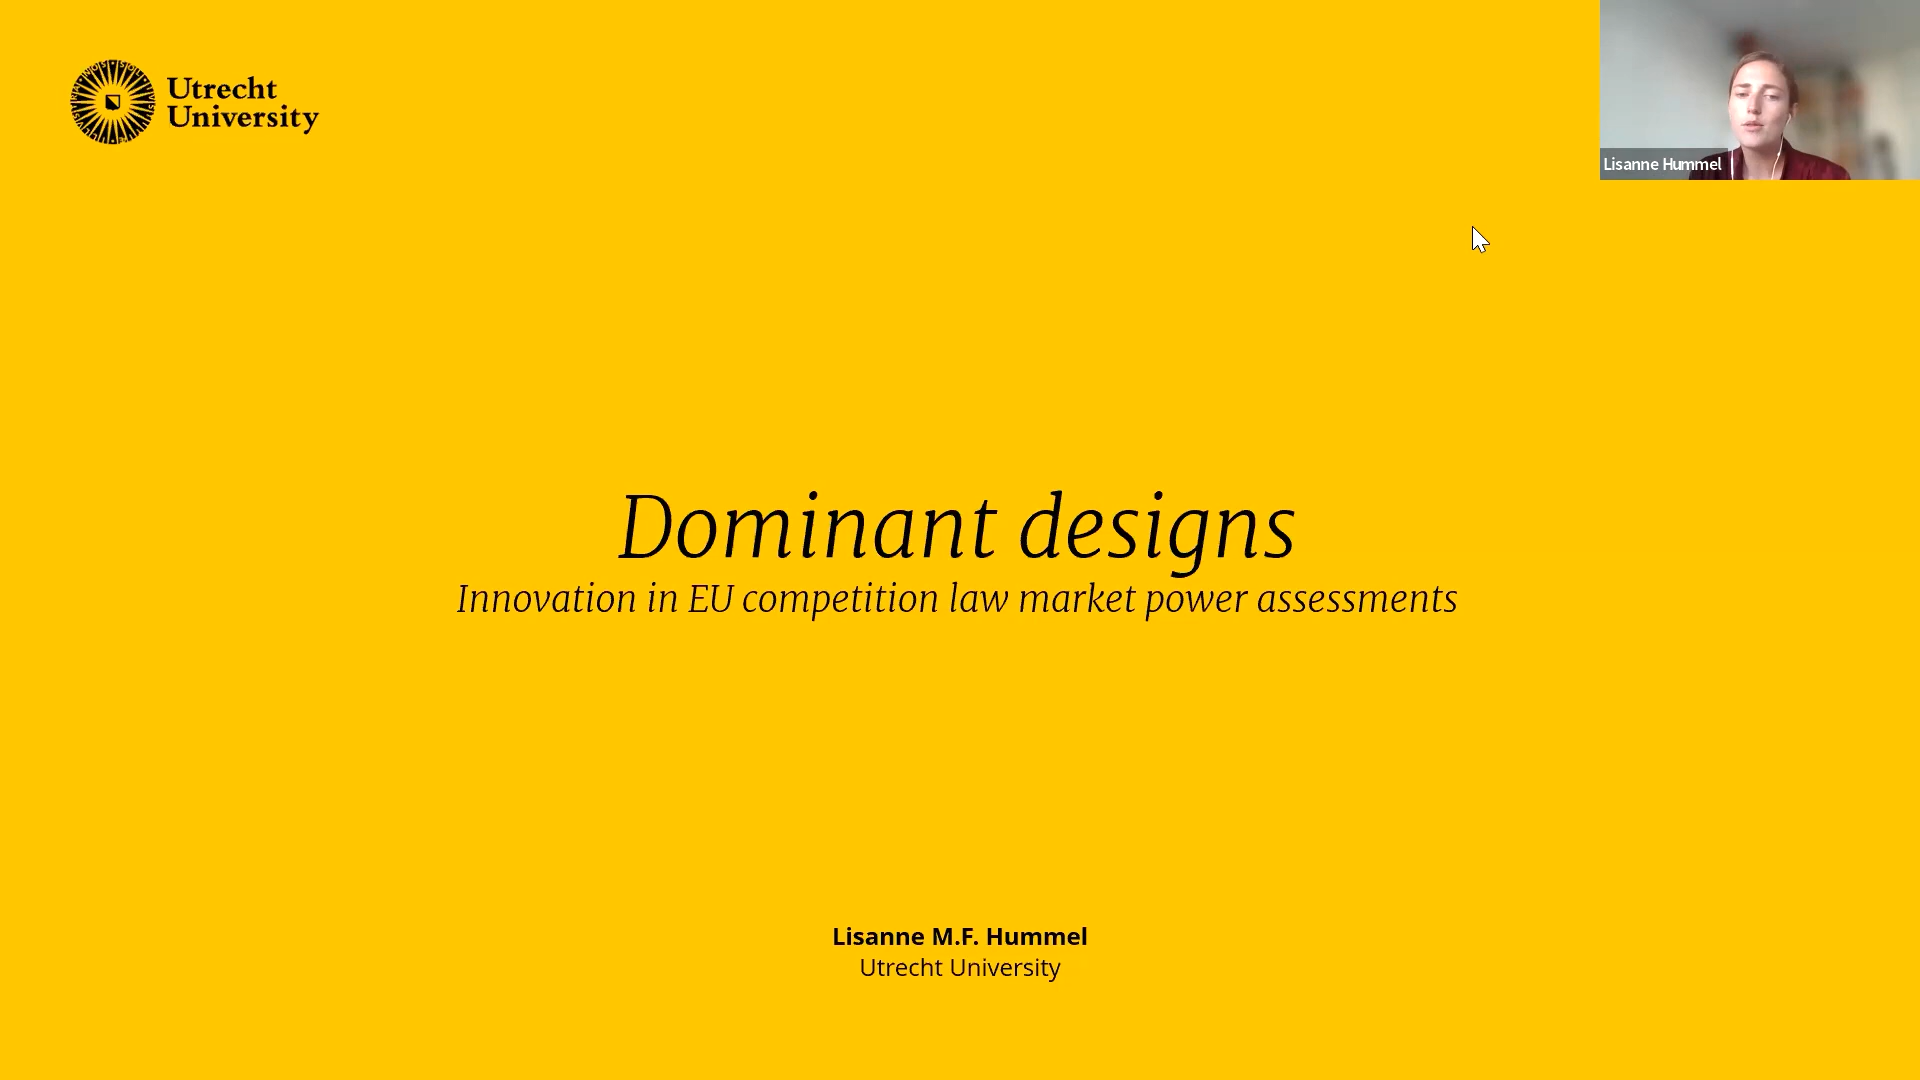 Utrecht
University
Lisanne Hummel
Dominant designs
Innovation in EU competition law market power assessments
Lisanne M.F. Hummel
Utrecht University